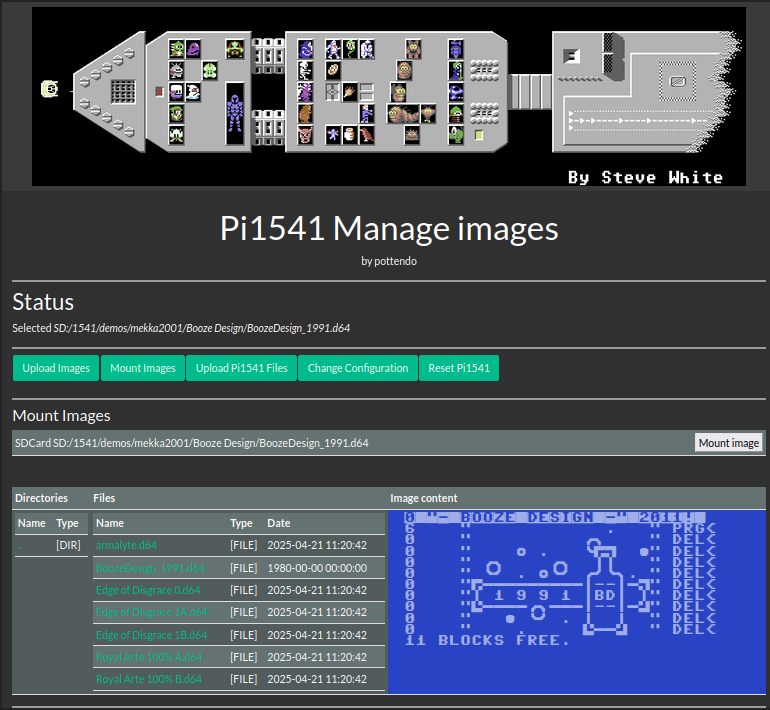 By Steve White
Pi1541 Manage images
by pottendo
Status
Selected SD:/1541/demos/mekka2001/Booze Design/BoozeDesign_1991.d64
Upload Images Mount Images Upload Pi1541 Files Change Configuration Reset Pi1541
Mount Images
SDCard SD:/1541/demos/mekka2001/Booze Design/BoozeDesign_1991.d64 Mount image
Directories Files Image content
Name Type Name Type Date
.. [DIR] armalyte.d64 [FILE] 2025-04-21 11:20:42
BoozeDesign_1991.d64 [FILE] 1980-00-00 00:00:00
Edge of Disgrace 0.d64 [FILE] 2025-04-21 11:20:42
Edge of Disgrace 1A.d64 [FILE] 2025-04-21 11:20:42
Edge of Disgrace 1B.d64 [FILE] 2025-04-21 11:20:42
Royal Arte 100% A.d64 [FILE] 2025-04-21 11:20:42
Royal Arte 100% B.d64 [FILE] 2025-04-21 11:20:42
0 "- BOOZE DESIGN -"
6 " " PRG<
0 " " DEL<
0 " " DEL<
0 " " DEL<
0 " " DEL<
0 " 1991 BD " DEL<
0 " " DEL<
0 " " DEL<
0 " " DEL<
11 BLOCKS FREE.